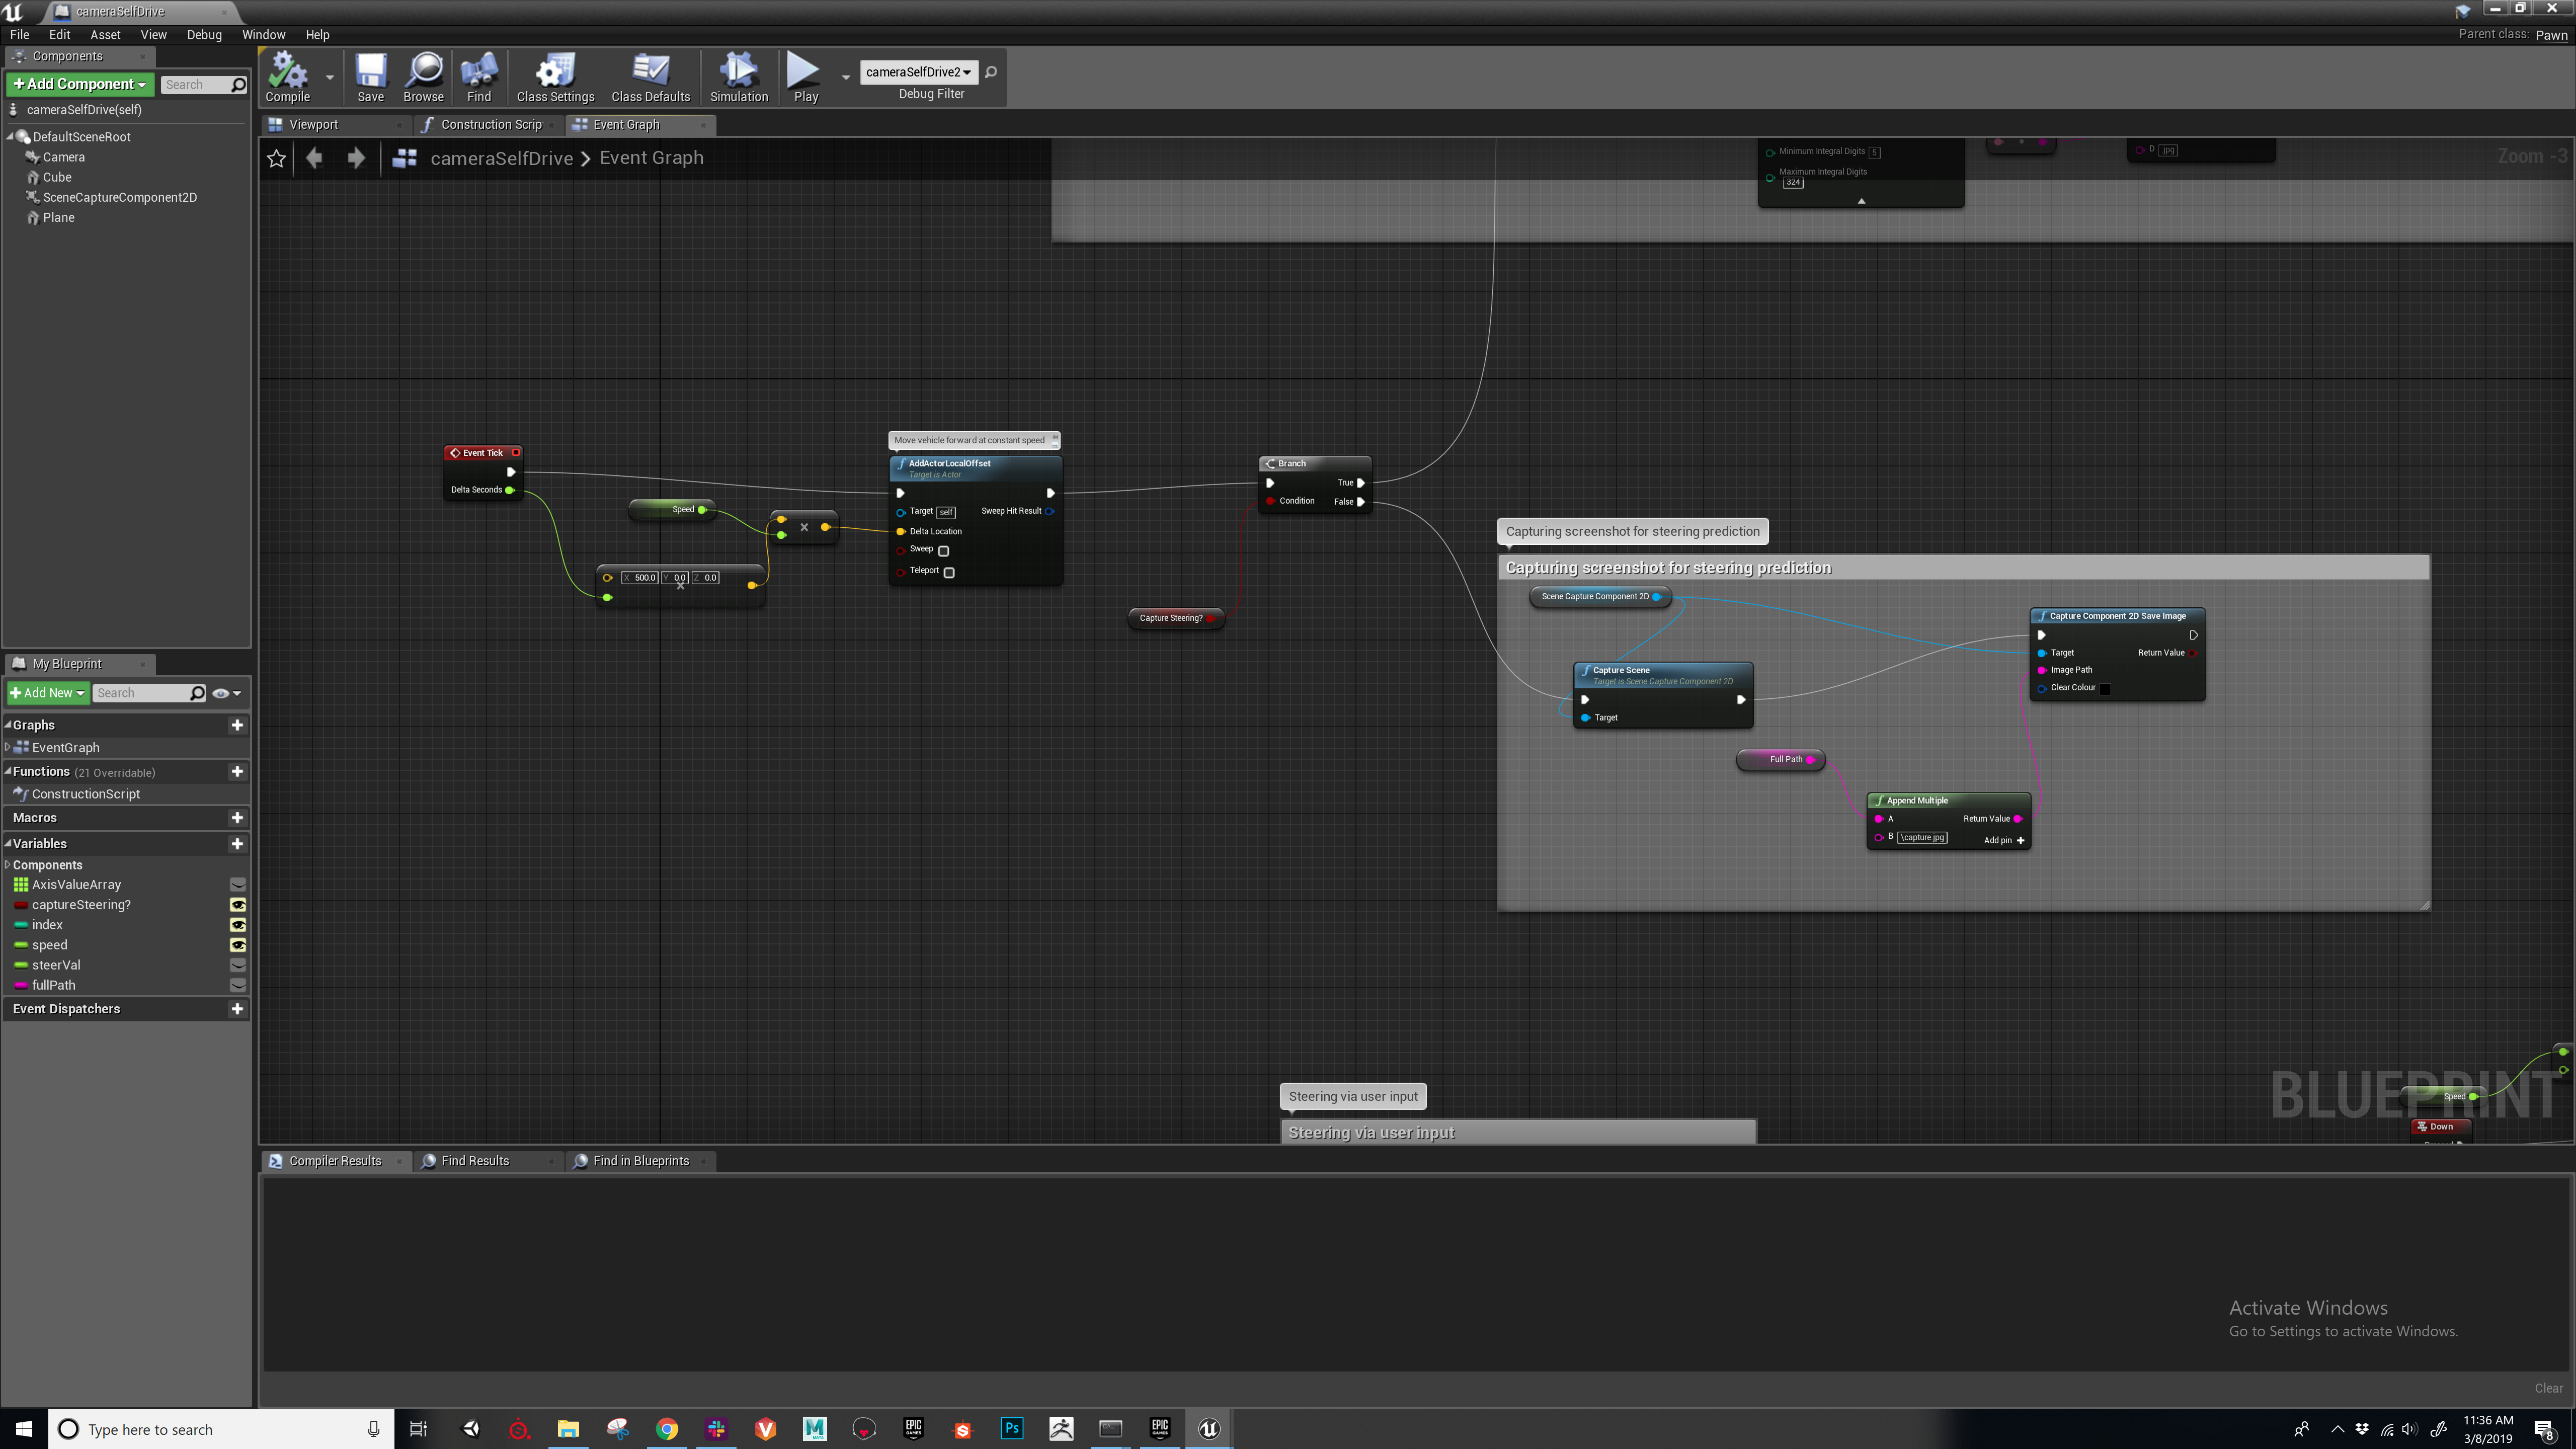 cameraSelfDrive
File Edit Asset View Debug Window Help
Parent class: Pawn
Components
+ Add Component
Search
cameraSelfDrive(self)
DefaultSceneRoot
Camera
Cube
SceneCaptureComponent2D
Plane
Compile
Save
Browse
Find
Class Settings
Class Defaults
Simulation
Play
cameraSelfDrive2
Debug Filter
Viewport
Construction Scrip
Event Graph
cameraSelfDrive > Event Graph
Zoom -3
Minimum Integral Digits 5
Maximum Integral Digits
324
D .jpg
Event Tick
Delta Seconds
Speed
X 500.0 Y 0.0 Z 0.0
Move vehicle forward at constant speed
AddActorLocalOffset
Target is Actor
Target self
Sweep Hit Result
Delta Location
Sweep
Teleport
Branch
True
Condition
False
Capture Steering?
Capturing screenshot for steering prediction
Capturing screenshot for steering prediction
Scene Capture Component 2D
Capture Scene
Target is Scene Capture Component 2D
Target
Capture Component 2D Save Image
Target
Return Value
Image Path
Clear Colour
Full Path
Append Multiple
A
Return Value
B \capture.jpg
Add pin +
Steering via user input
Steering via user input
Speed
Down
BLUEPRINT
My Blueprint
+ Add New
Search
Graphs
EventGraph
Functions (21 Overridable)
ConstructionScript
Macros
Variables
Components
AxisValueArray
captureSteering?
index
speed
steerVal
fullPath
Event Dispatchers
Compiler Results
Find Results
Find in Blueprints
Activate Windows
Go to Settings to activate Windows.
Clear
Type here to search
EPIC GAMES
Ps
EPIC GAMES
11:36 AM
3/8/2019
8